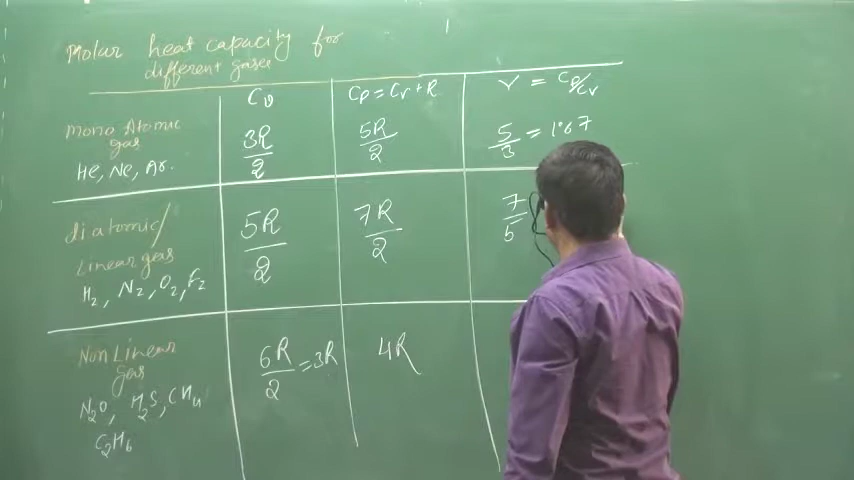 Molar heat capacity for
different gases
Cv
Cp = Cv + R
γ = Cp/Cv
Mono Atomic
gas
He, Ne, Ar.
3R/2
5R/2
5/3 = 1.67
diatomic/
Linear gas
H2, N2, O2, F2
5R/2
7R/2
7/5
Non Linear
gas
N2O, H2S, CH4
C2H6
6R/2 = 3R
4R